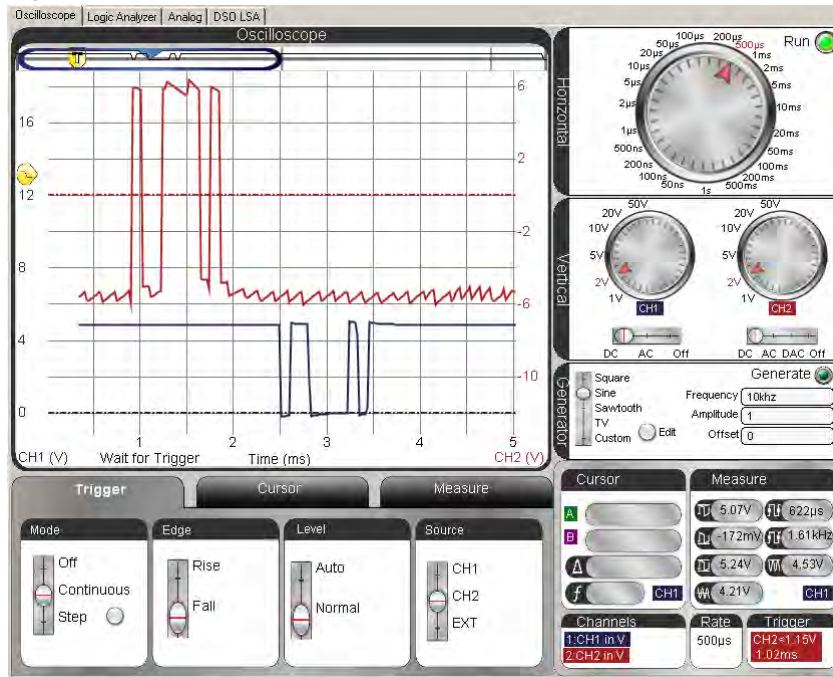 Oscilloscope Logic Analyzer Analog DSO LSA
Oscilloscope
T
16
12
8
4
0
6
2
-2
-6
-10
1 2 3 4 5
CH1 (V) Wait for Trigger Time (ms) CH2 (V)
Horizontal
Run
50ns
100ns
200ns
500ns
1µs
2µs
5µs
10µs
20µs
50µs
100µs
200µs
500µs
1ms
2ms
5ms
10ms
20ms
50ms
100ms
200ms
500ms
1s
Vertical
50V
20V
10V
5V
2V
1V
CH1
DC AC Off
50V
20V
10V
5V
2V
1V
CH2
DC AC DAC Off
Generator
Generate
Square
Sine
Sawtooth
TV
Custom
Edit
Frequency 10khz
Amplitude 1
Offset 0
Trigger Cursor Measure
Mode
Off
Continuous
Step
Edge
Rise
Fall
Level
Auto
Normal
Source
CH1
CH2
EXT
Cursor
A
B
Δ
f CH1
Measure
5.07V 622µs
-172mV 1.61kHz
5.24V 4.53V
4.21V CH1
Channels
1:CH1 in V
2:CH2 in V
Rate
500µs
Trigger
CH2<1.15V
1.02ms